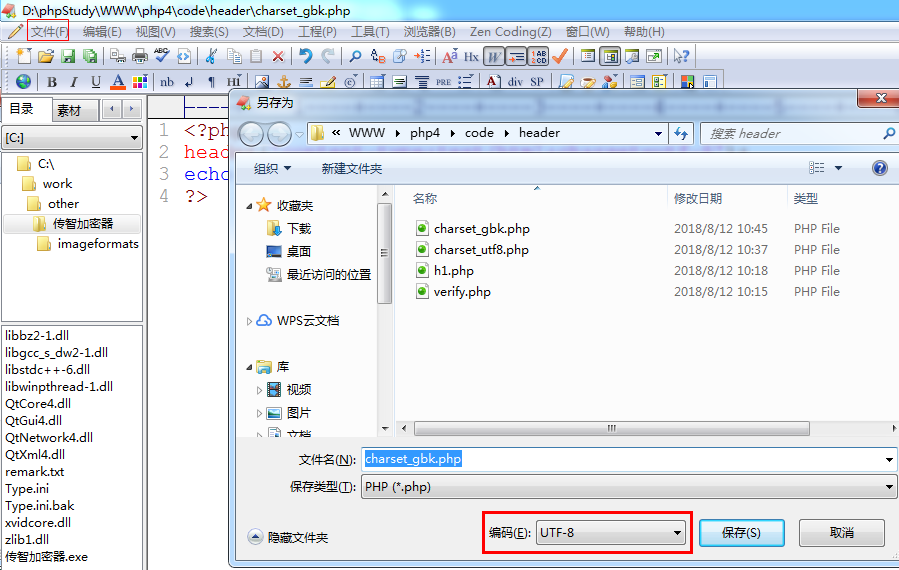 D:\phpStudy\WWW\php4\code\header\charset_gbk.php
文件(F) 编辑(E) 视图(V) 搜索(S) 文档(D) 工程(P) 工具(T) 浏览器(B) Zen Coding(Z) 窗口(W) 帮助(H)
目录 素材
[C:]
C:\
work
other
传智加密器
imageformats
libbz2-1.dll
libgcc_s_dw2-1.dll
libstdc++-6.dll
libwinpthread-1.dll
QtCore4.dll
QtGui4.dll
QtNetwork4.dll
QtXml4.dll
remark.txt
Type.ini
Type.ini.bak
xvidcore.dll
zlib1.dll
传智加密器.exe
1 <?ph
2 head
3 echo
4 ?>
另存为
« WWW php4 code header
搜索 header
组织 新建文件夹
收藏夹
下载
桌面
最近访问的位置
WPS云文档
库
视频
图片
文档
名称 修改日期 类型
charset_gbk.php 2018/8/12 10:45 PHP File
charset_utf8.php 2018/8/12 10:37 PHP File
h1.php 2018/8/12 10:18 PHP File
verify.php 2018/8/12 10:15 PHP File
文件名(N): charset_gbk.php
保存类型(T): PHP (*.php)
隐藏文件夹
编码(E): UTF-8
保存(S)
取消